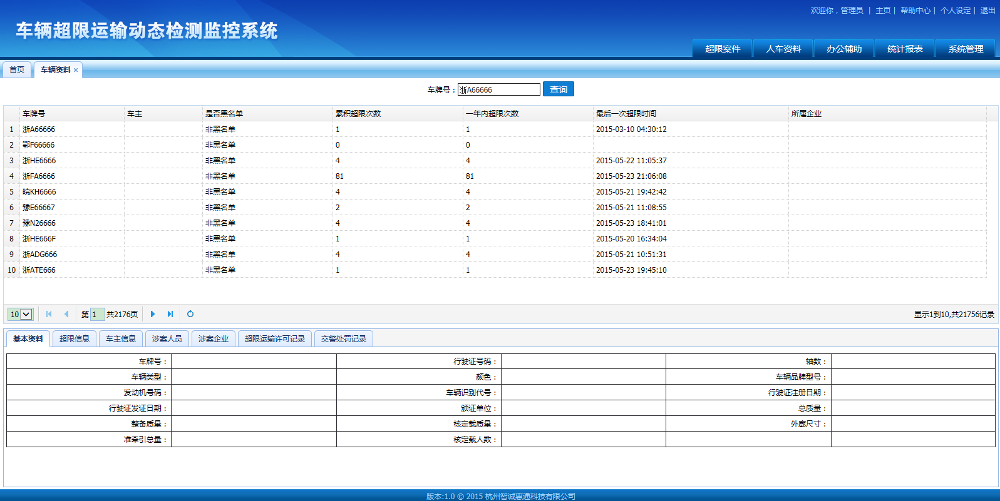 欢迎你，管理员 | 主页 | 帮助中心 | 个人设定 | 退出
车辆超限运输动态检测监控系统
超限案件 人车资料 办公辅助 统计报表 系统管理
首页 车辆资料 ×
车牌号： 浙A66666 查询
车牌号 车主 是否黑名单 累积超限次数 一年内超限次数 最后一次超限时间 所属企业
1 浙A66666 非黑名单 1 1 2015-03-10 04:30:12
2 鄂F66666 非黑名单 0 0
3 浙HE6666 非黑名单 4 4 2015-05-22 11:05:37
4 浙FA6666 非黑名单 81 81 2015-05-23 21:06:08
5 皖KH6666 非黑名单 4 4 2015-05-21 19:42:42
6 豫E66667 非黑名单 2 2 2015-05-21 11:08:55
7 豫N26666 非黑名单 4 4 2015-05-23 18:41:01
8 浙HE666F 非黑名单 1 1 2015-05-20 16:34:04
9 浙ADG666 非黑名单 4 4 2015-05-21 10:51:31
10 浙ATE666 非黑名单 1 1 2015-05-23 19:45:10
10 第 1 共2176页 显示1到10,共21756记录
基本资料 超限信息 车主信息 涉案人员 涉案企业 超限运输许可记录 交警处罚记录
车牌号： 行驶证号码： 轴数：
车辆类型： 颜色： 车辆品牌型号：
发动机号码： 车辆识别代号： 行驶证注册日期：
行驶证发证日期： 颁证单位： 总质量：
整备质量： 核定载质量： 外廓尺寸：
准牵引总量： 核定载人数：
版本:1.0 © 2015 杭州智诚惠通科技有限公司